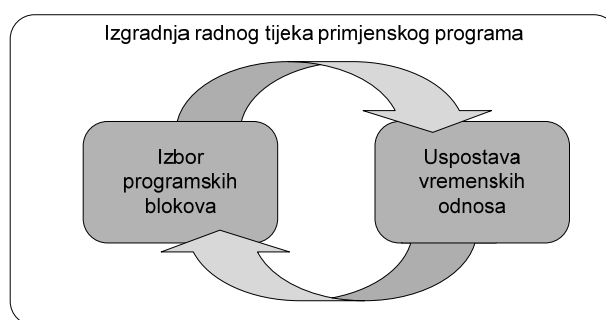 Izgradnja radnog tijeka primjenskog programa
Izbor
programskih
blokova
Uspostava
vremenskih
odnosa